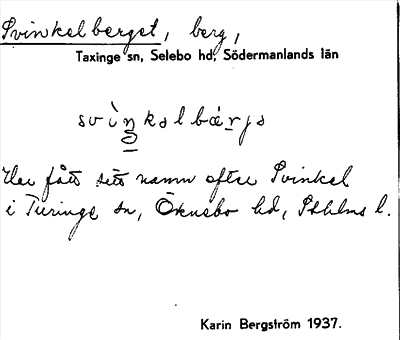 Svinkelberget, berg,
Taxinge sn, Selebo hd, Södermanlands län
svìŋkəlbærjə
Har fått sitt namn efter Svinkel
i Turinge sn, Öknebo hd, Sthlms l.
Karin Bergström 1937.